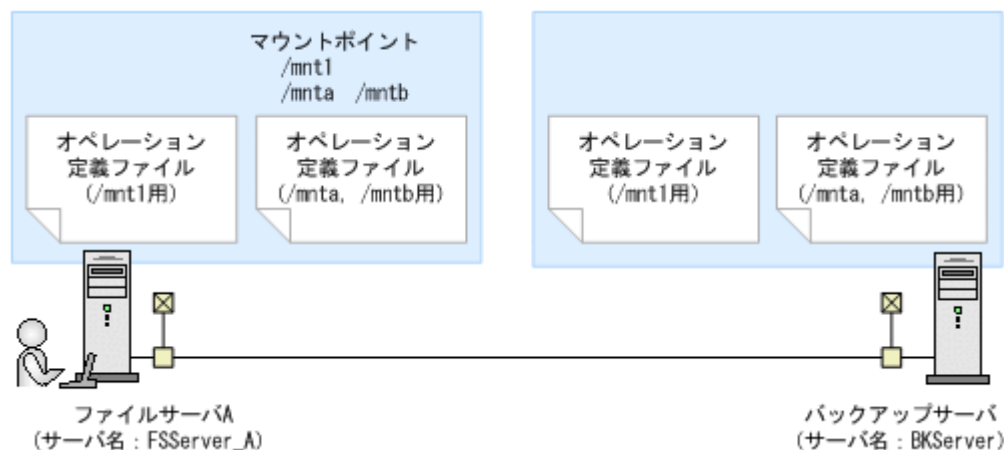 マウントポイント
/mnt1
/mnta /mntb
オペレーション
定義ファイル
(/mnt1用)
オペレーション
定義ファイル
(/mnta, /mntb用)
オペレーション
定義ファイル
(/mnt1用)
オペレーション
定義ファイル
(/mnta, /mntb用)
ファイルサーバA
(サーバ名:FSServer_A)
バックアップサーバ
(サーバ名:BKServer)